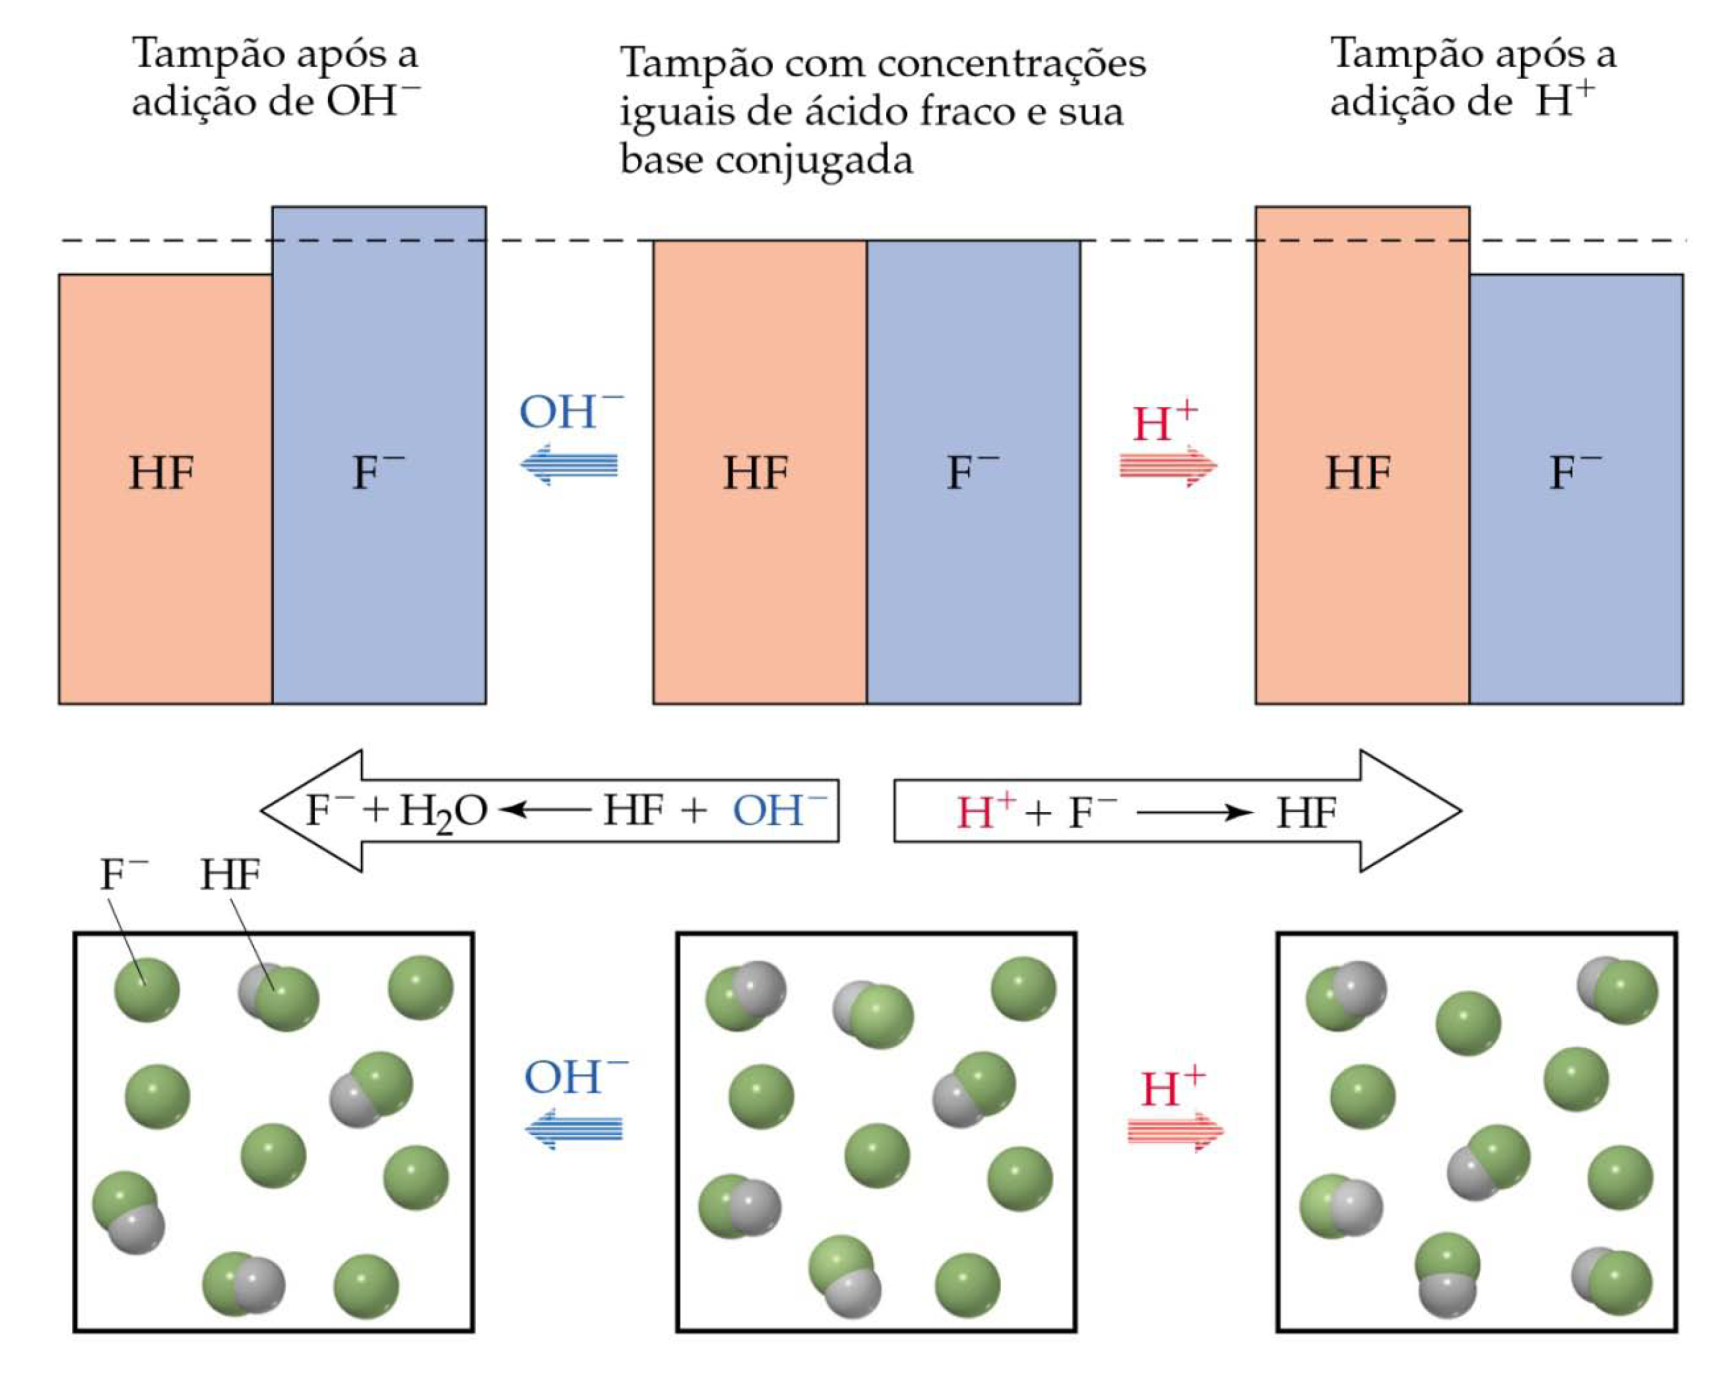 Tampão após a
adição de OH⁻
Tampão com concentrações
iguais de ácido fraco e sua
base conjugada
Tampão após a
adição de H⁺
HF
F⁻
OH⁻
HF
F⁻
H⁺
HF
F⁻
F⁻ + H₂O ⟵ HF + OH⁻
H⁺ + F⁻ ⟶ HF
F⁻
HF
OH⁻
H⁺